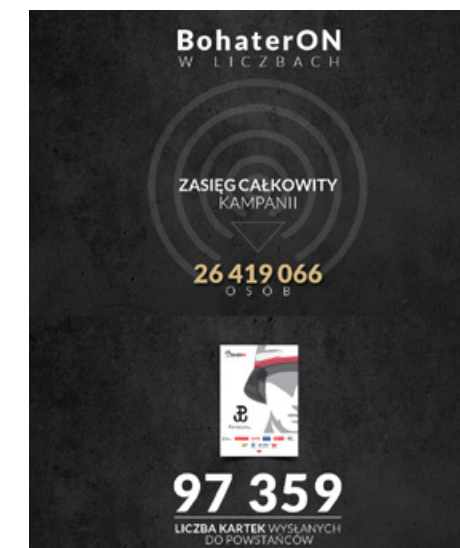 BohaterON
W LICZBACH
ZASIĘG CAŁKOWITY
KAMPANII
26 419 066
OSÓB
97 359
LICZBA KARTEK WYSŁANYCH
DO POWSTAŃCÓW